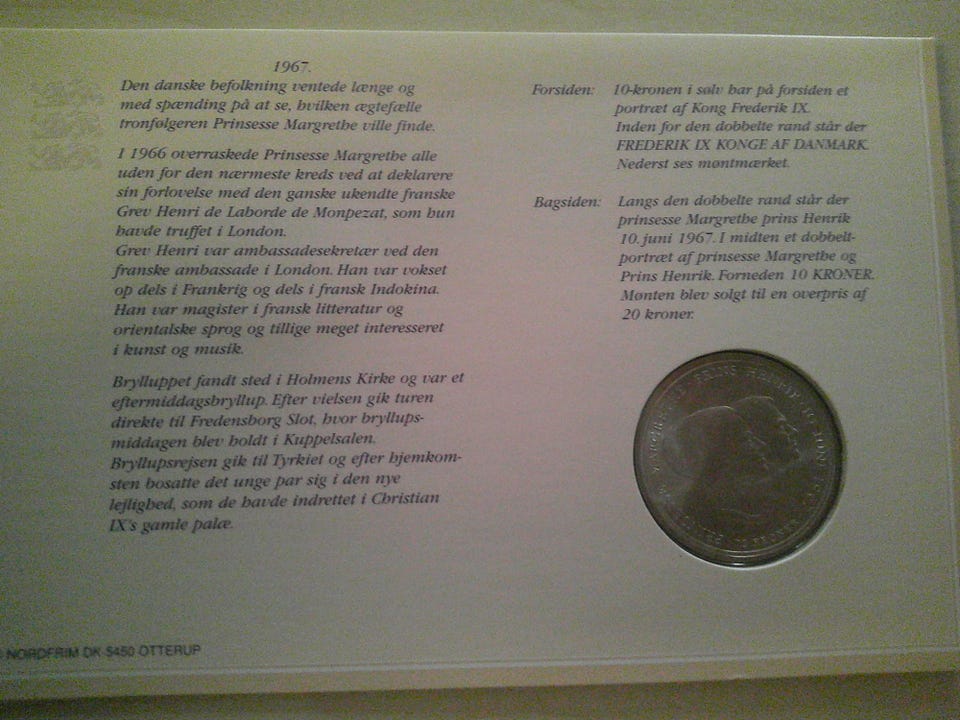 1967.
Den danske befolkning ventede længe og
med spænding på at se, hvilken ægtefælle
tronfølgeren Prinsesse Margrethe ville finde.
I 1966 overraskede Prinsesse Margrethe alle
uden for den nærmeste kreds ved at deklarere
sin forlovelse med den ganske ukendte franske
Grev Henri de Laborde de Monpezat, som hun
havde truffet i London.
Grev Henri var ambassadesekretær ved den
franske ambassade i London. Han var vokset
op dels i Frankrig og dels i fransk Indokina.
Han var magister i fransk litteratur og
orientalske sprog og tillige meget interesseret
i kunst og musik.
Brylluppet fandt sted i Holmens Kirke og var et
eftermiddagsbryllup. Efter vielsen gik turen
direkte til Fredensborg Slot, hvor bryllups-
middagen blev holdt i Kuppelsalen.
Bryllupsrejsen gik til Tyrkiet og efter hjemkom-
sten bosatte det unge par sig i den nye
lejlighed, som de havde indrettet i Christian
IX's gamle palæ.
Forsiden: 10-kronen i sølv har på forsiden et
portræt af Kong Frederik IX.
Inden for den dobbelte rand står der
FREDERIK IX KONGE AF DANMARK.
Nederst ses møntmærket.
Bagsiden: Langs den dobbelte rand står der
prinsesse Margrethe prins Henrik
10. juni 1967. I midten et dobbelt-
portræt af prinsesse Margrethe og
Prins Henrik. Forneden 10 KRONER.
Mønten blev solgt til en overpris af
20 kroner.
MARGRETHE PRINS HENRIK 10 JUNI
10 KRONER
NORDFRIM DK-5450 OTTERUP